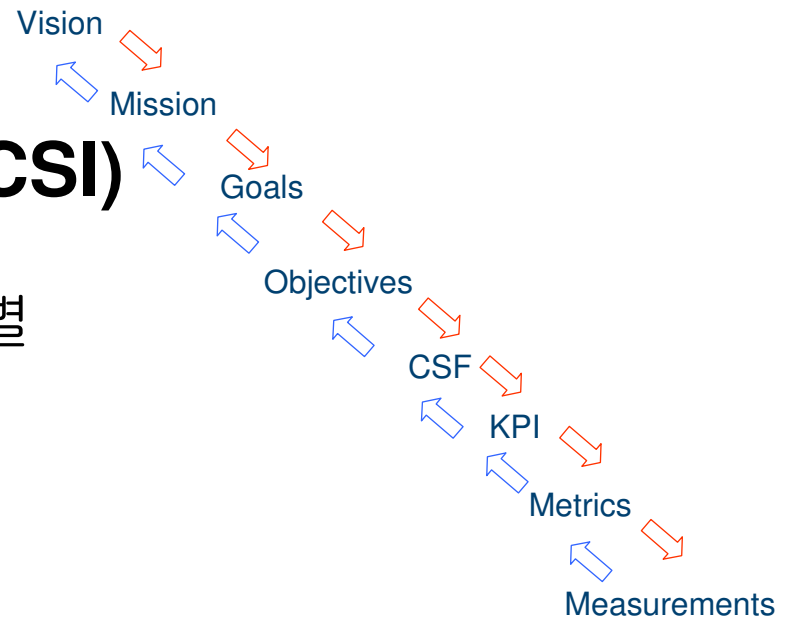 Vision
Mission
CSI)
Goals
Objectives
CSF
KPI
Metrics
Measurements